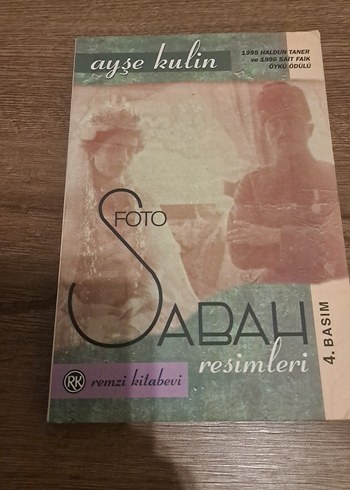 ayşe kulin
1995 HALDUN TANER
ve 1996 SAİT FAİK
ÖYKÜ ÖDÜLÜ
FOTO
SABAH
resimleri
4. BASIM
RK remzi kitabevi